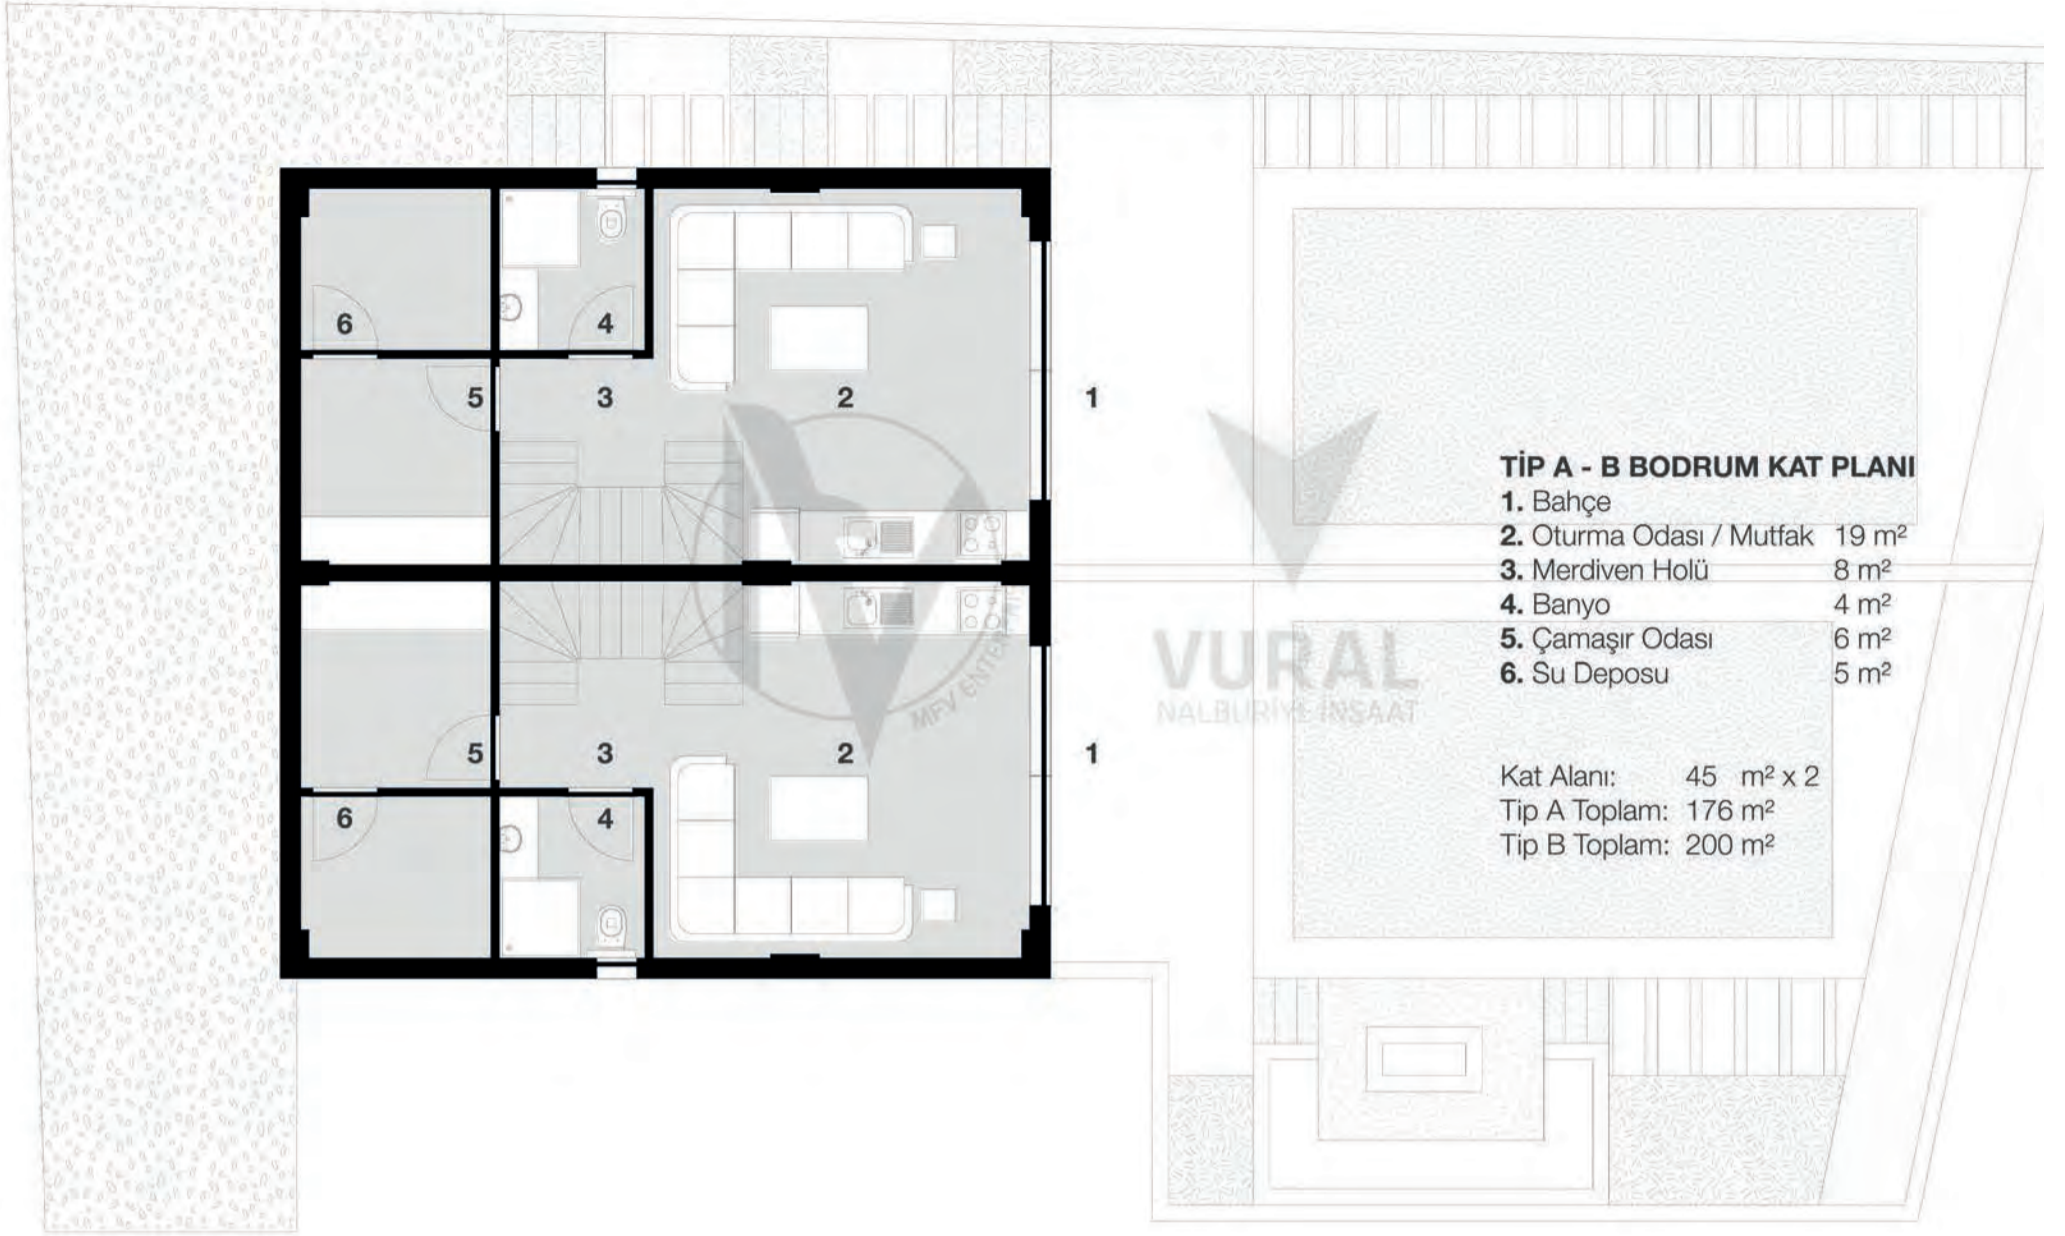 6
4
5
3
2
1
TİP A - B BODRUM KAT PLANI
1. Bahçe
2. Oturma Odası / Mutfak 19 m²
3. Merdiven Holü 8 m²
4. Banyo 4 m²
5. Çamaşır Odası 6 m²
6. Su Deposu 5 m²
VURAL
NALBURİYE İNŞAAT
MFV
5
3
2
1
6
4
Kat Alanı: 45 m² x 2
Tip A Toplam: 176 m²
Tip B Toplam: 200 m²